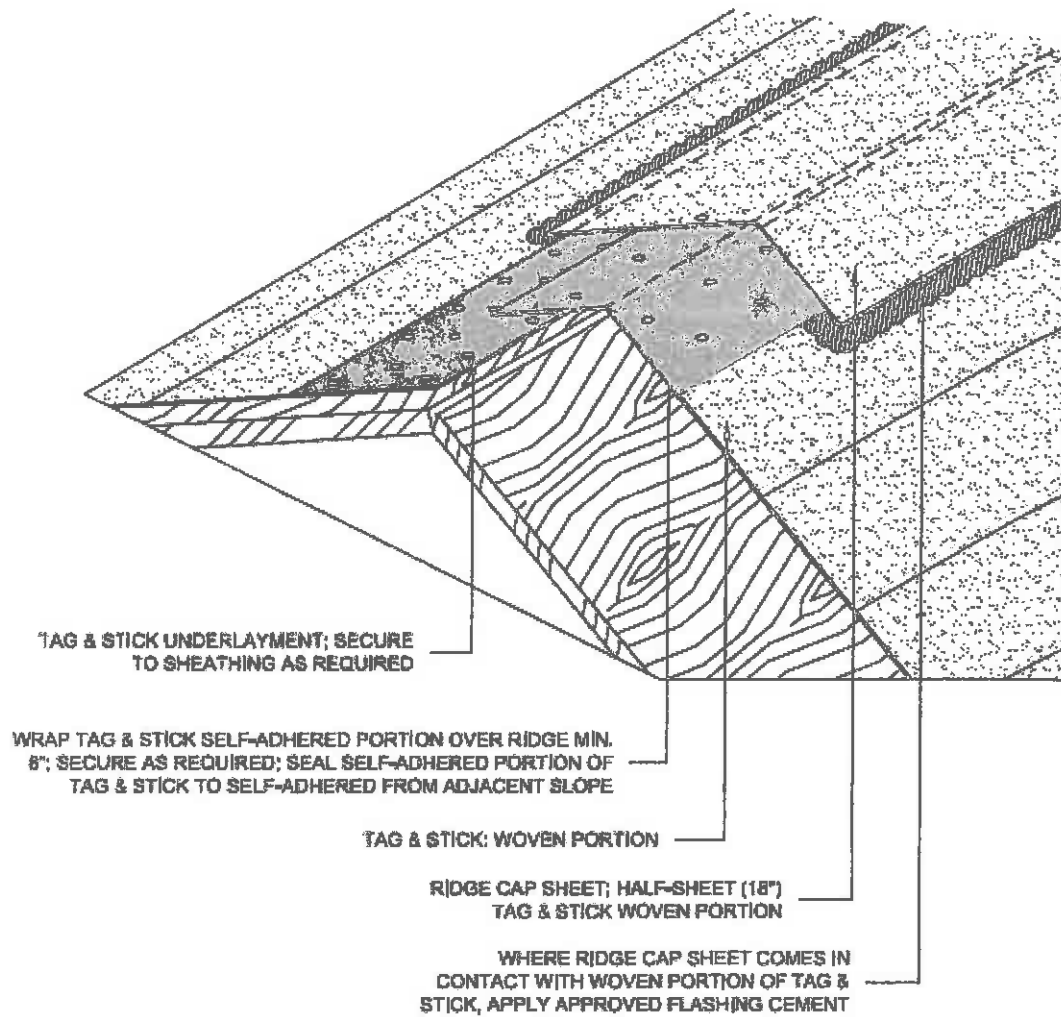 TAG & STICK UNDERLAYMENT; SECURE
TO SHEATHING AS REQUIRED
WRAP TAG & STICK SELF-ADHERED PORTION OVER RIDGE MIN.
6"; SECURE AS REQUIRED; SEAL SELF-ADHERED PORTION OF
TAG & STICK TO SELF-ADHERED FROM ADJACENT SLOPE
TAG & STICK: WOVEN PORTION
RIDGE CAP SHEET; HALF-SHEET (18")
TAG & STICK WOVEN PORTION
WHERE RIDGE CAP SHEET COMES IN
CONTACT WITH WOVEN PORTION OF TAG &
STICK, APPLY APPROVED FLASHING CEMENT